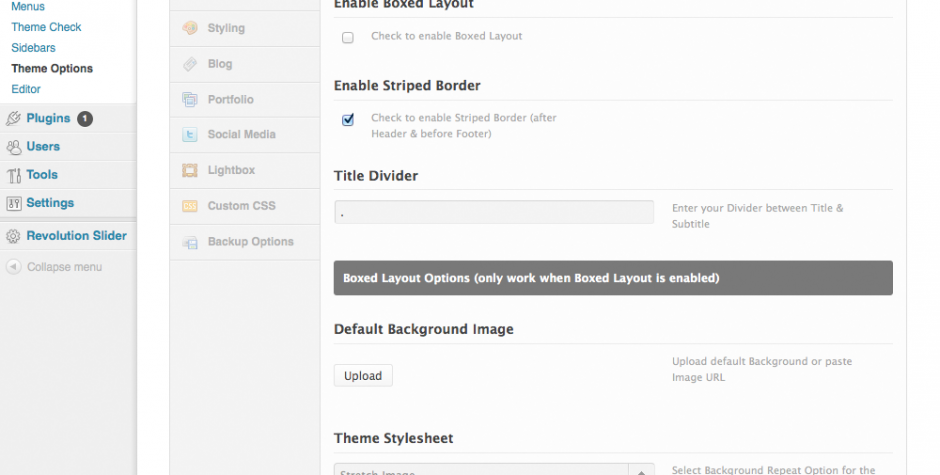 Menus
Theme Check
Sidebars
Theme Options
Editor
Plugins 1
Users
Tools
Settings
Revolution Slider
Collapse menu
Styling
Blog
Portfolio
Social Media
Lightbox
Custom CSS
Backup Options
Enable Boxed Layout
Check to enable Boxed Layout
Enable Striped Border
Check to enable Striped Border (after
Header & before Footer)
Title Divider
.
Enter your Divider between Title &
Subtitle
Boxed Layout Options (only work when Boxed Layout is enabled)
Default Background Image
Upload
Upload default Background or paste
Image URL
Theme Stylesheet
Stretch Image
Select Background Repeat Option for the